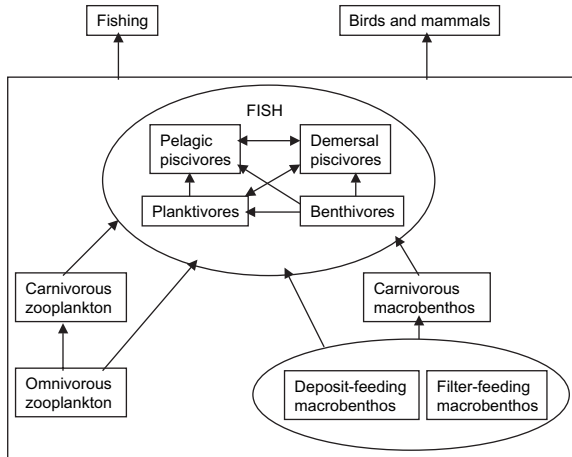 Fishing
Birds and mammals
FISH
Pelagic
piscivores
Demersal
piscivores
Planktivores
Benthivores
Carnivorous
zooplankton
Carnivorous
macrobenthos
Omnivorous
zooplankton
Deposit-feeding
macrobenthos
Filter-feeding
macrobenthos